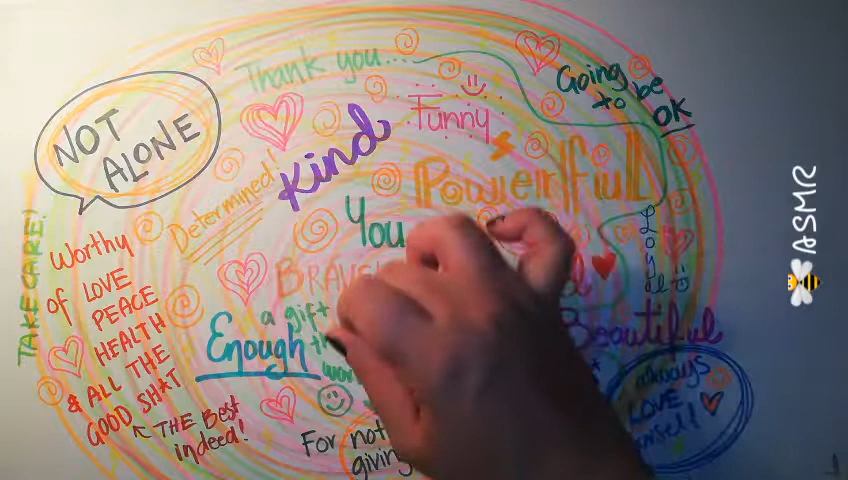 Thank you...
Going
to be
ok
NOT
ALONE
Funny
Kind
Powerful
Determined!
You
TAKE CARE!
Worthy
of LOVE
PEACE
HEALTH
& ALL THE
GOOD SH*T
THE BEST
indeed!
BRAVE
a gift
Enough
Beautiful
always
LOVE
For not
giving
ASMR